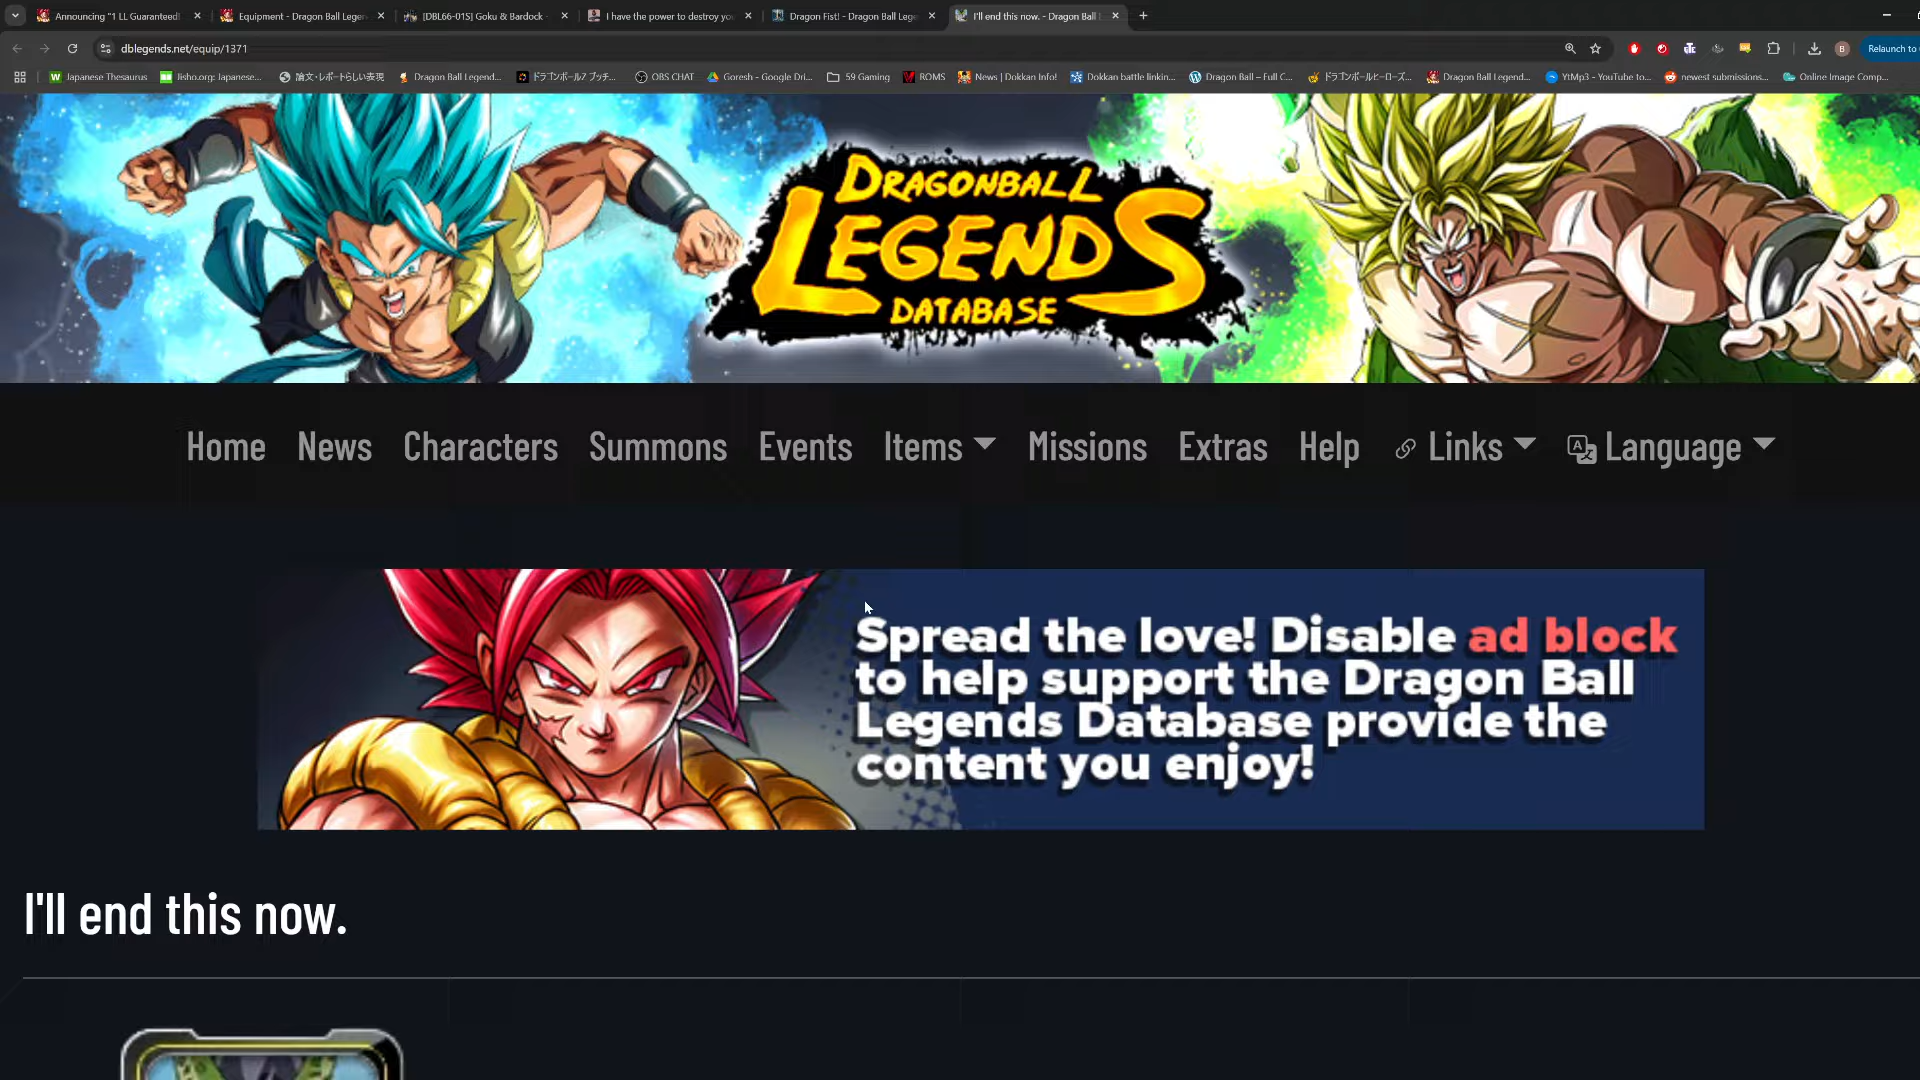 Announcing "1 LL Guaranteed!
Equipment - Dragon Ball Legen
[DBL66-01S] Goku & Bardock -
I have the power to destroy you
Dragon Fist! - Dragon Ball Lege
I'll end this now. - Dragon Ball
dblegends.net/equip/1371
Relaunch to
Japanese Thesaurus
Jisho.org: Japanese...
論文・レポートらしい表現
Dragon Ball Legend...
ドラゴンボールZ ブッチ...
OBS CHAT
Goresh - Google Dri...
59 Gaming
ROMS
News | Dokkan Info!
Dokkan battle linkin...
Dragon Ball – Full C...
ドラゴンボールヒーローズ...
Dragon Ball Legend...
YtMp3 - YouTube to...
newest submissions...
Online Image Comp...
DRAGONBALL
LEGENDS
DATABASE
Home
News
Characters
Summons
Events
Items
Missions
Extras
Help
Links
Language
Spread the love! Disable ad block
to help support the Dragon Ball
Legends Database provide the
content you enjoy!
I'll end this now.